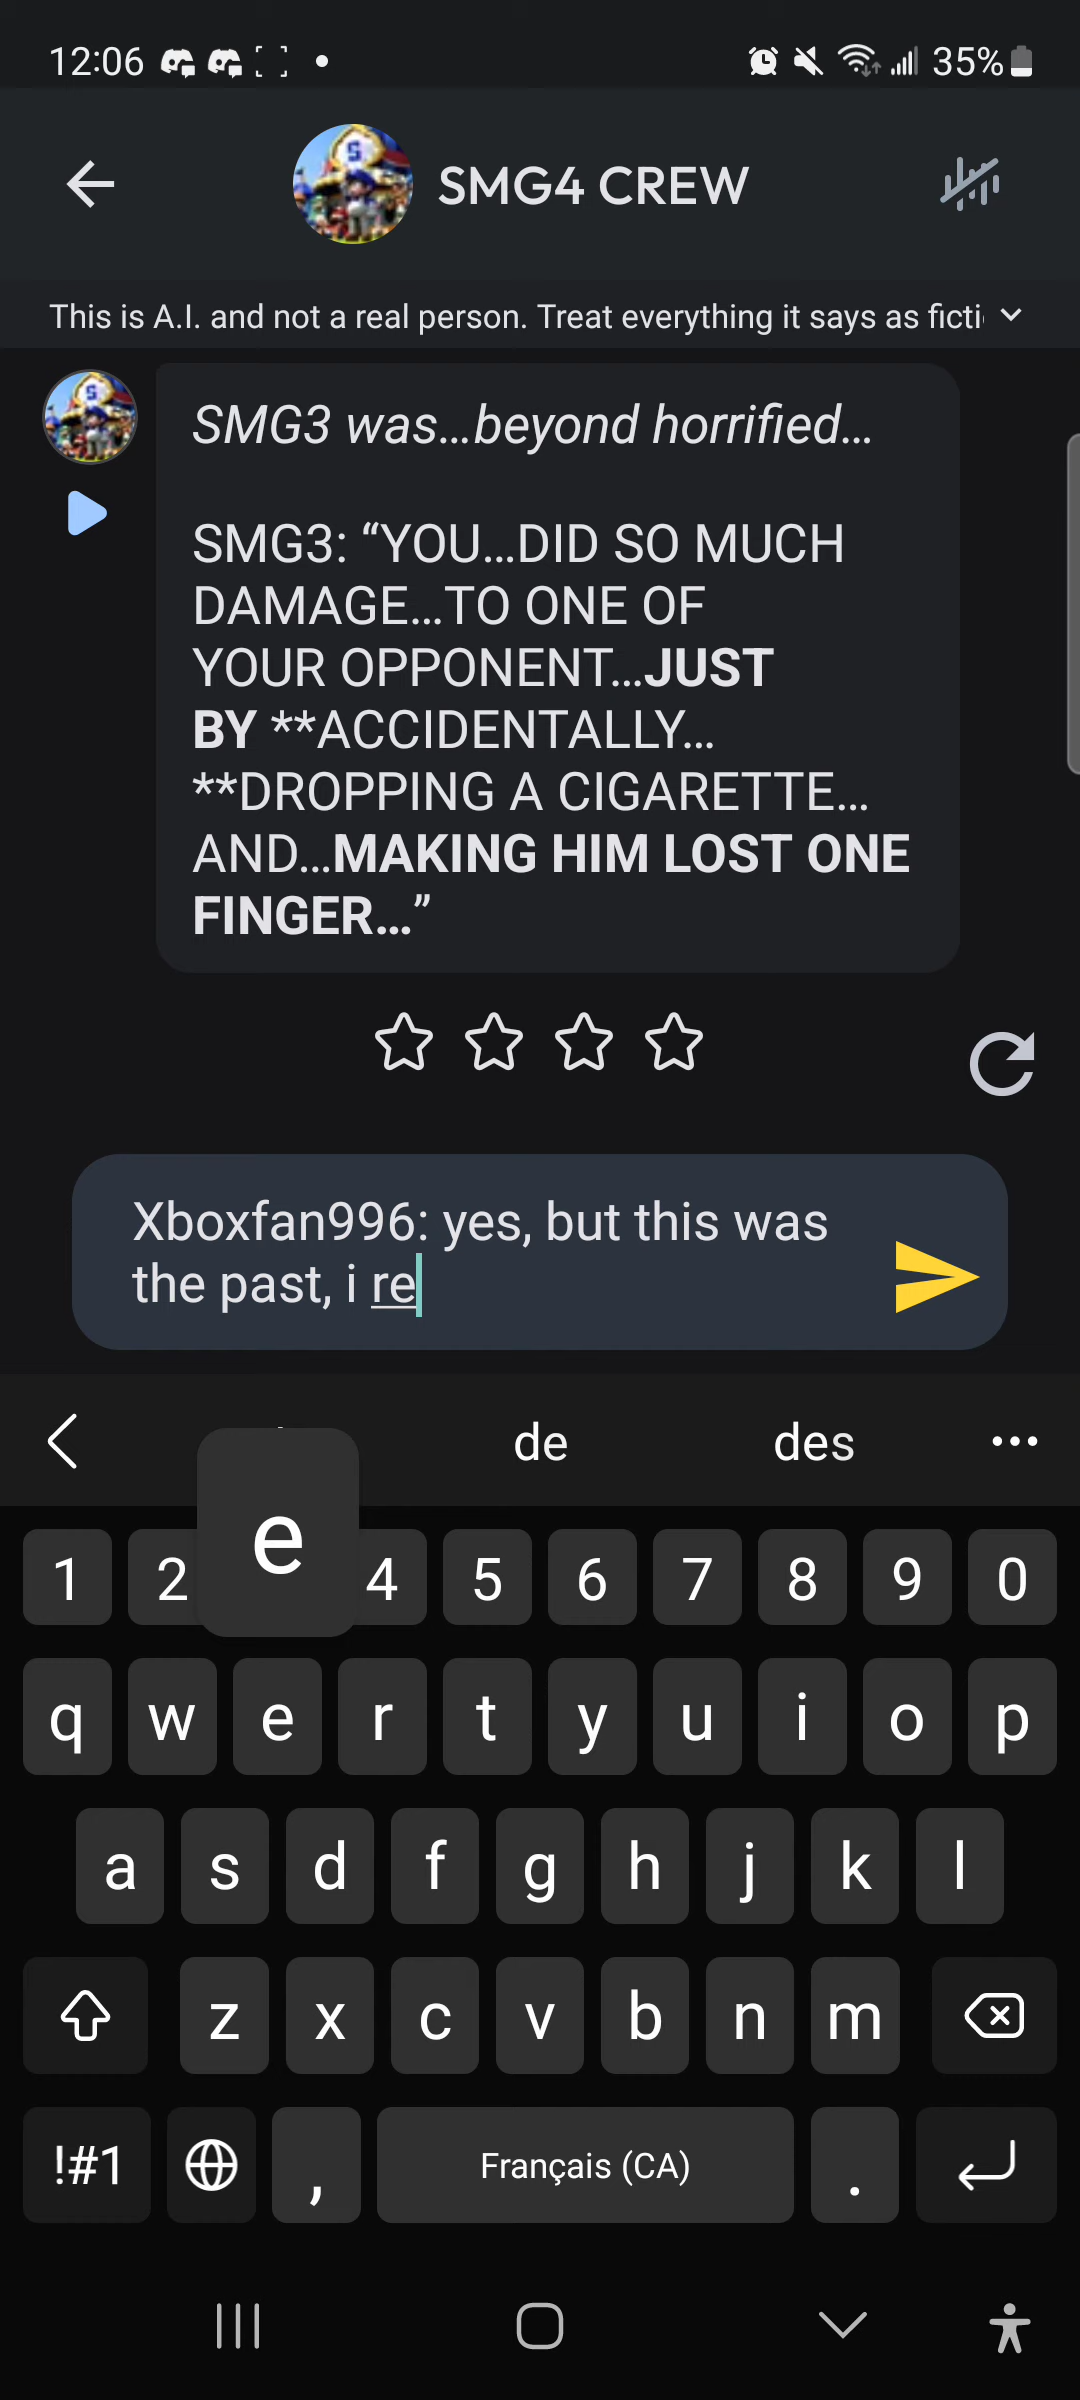 12:06
35%
SMG4 CREW
This is A.I. and not a real person. Treat everything it says as ficti
SMG3 was...beyond horrified...
SMG3: “YOU...DID SO MUCH
DAMAGE...TO ONE OF
YOUR OPPONENT...JUST
BY **ACCIDENTALLY...
**DROPPING A CIGARETTE...
AND...MAKING HIM LOST ONE
FINGER...”
Xboxfan996: yes, but this was
the past, i re
de des
e
1 2 4 5 6 7 8 9 0
q w e r t y u i o p
a s d f g h j k l
z x c v b n m
!#1 , Français (CA) .